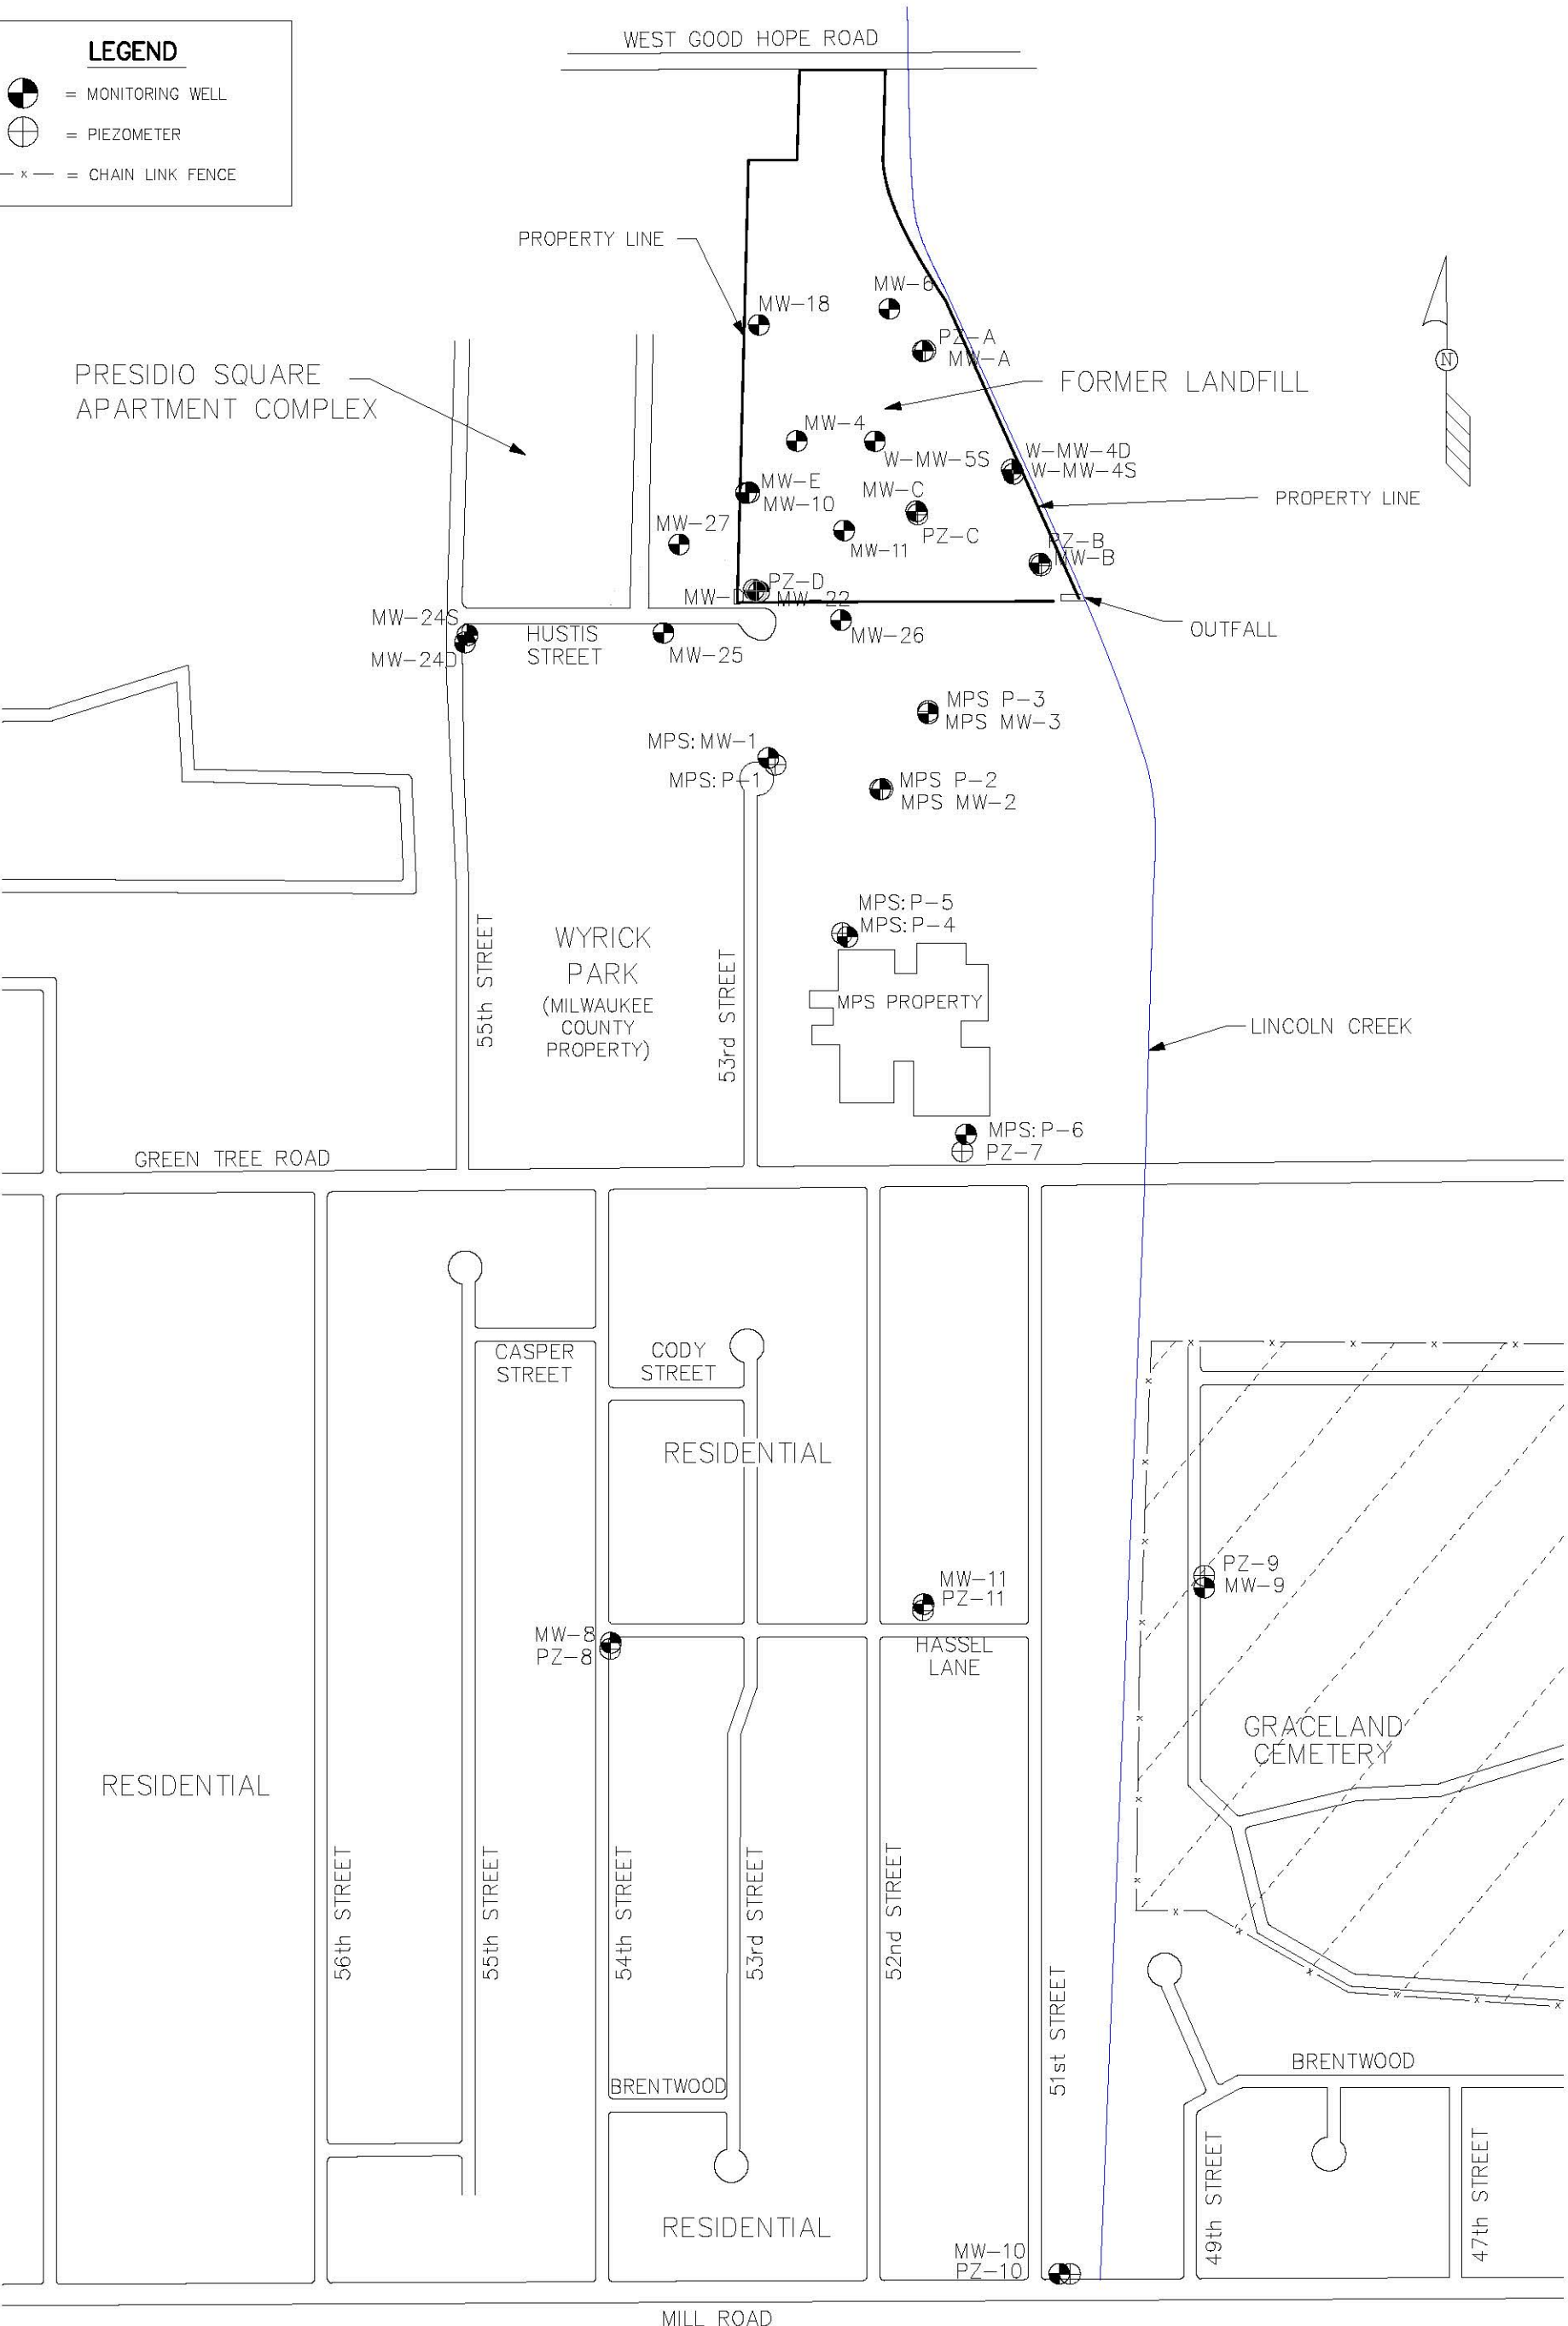 WEST GOOD HOPE ROAD
LEGEND
= MONITORING WELL
= PIEZOMETER
— x — = CHAIN LINK FENCE
PROPERTY LINE
MW-18
MW-6
PZ-A
MW-A
N
PRESIDIO SQUARE
APARTMENT COMPLEX
FORMER LANDFILL
MW-4
W-MW-5S
W-MW-4D
W-MW-4S
MW-E
MW-10
MW-C
PZ-C
PROPERTY LINE
MW-27
MW-11
PZ-B
MW-B
PZ-D
MW-D
MW-22
MW-24S
MW-24D
HUSTIS
STREET
MW-25
MW-26
OUTFALL
MPS P-3
MPS MW-3
MPS:MW-1
MPS:P-1
MPS P-2
MPS MW-2
MPS:P-5
MPS:P-4
55th STREET
WYRICK
PARK
(MILWAUKEE
COUNTY
PROPERTY)
53rd STREET
MPS PROPERTY
LINCOLN CREEK
MPS:P-6
PZ-7
GREEN TREE ROAD
CASPER
STREET
CODY
STREET
RESIDENTIAL
PZ-9
MW-9
MW-11
PZ-11
MW-8
PZ-8
HASSEL
LANE
GRACELAND
CEMETERY
RESIDENTIAL
56th STREET
55th STREET
54th STREET
53rd STREET
52nd STREET
51st STREET
BRENTWOOD
BRENTWOOD
49th STREET
47th STREET
RESIDENTIAL
MW-10
PZ-10
MILL ROAD